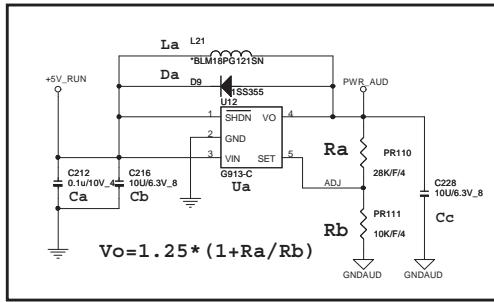 La L21
*BLM18PG121SN
+5V_RUN Da D9 1SS355 PWR_AUD
U12
1 SHDN VO 4
2 GND
3 VIN SET 5
G913-C
Ua
ADJ
Ra PR110
28K/F/4
Rb PR111
10K/F/4
C212
0.1u/10V_4
Ca
C216
10U/6.3V_8
Cb
C228
10U/6.3V_8
Cc
Vo=1.25*(1+Ra/Rb)
GNDAUD GNDAUD